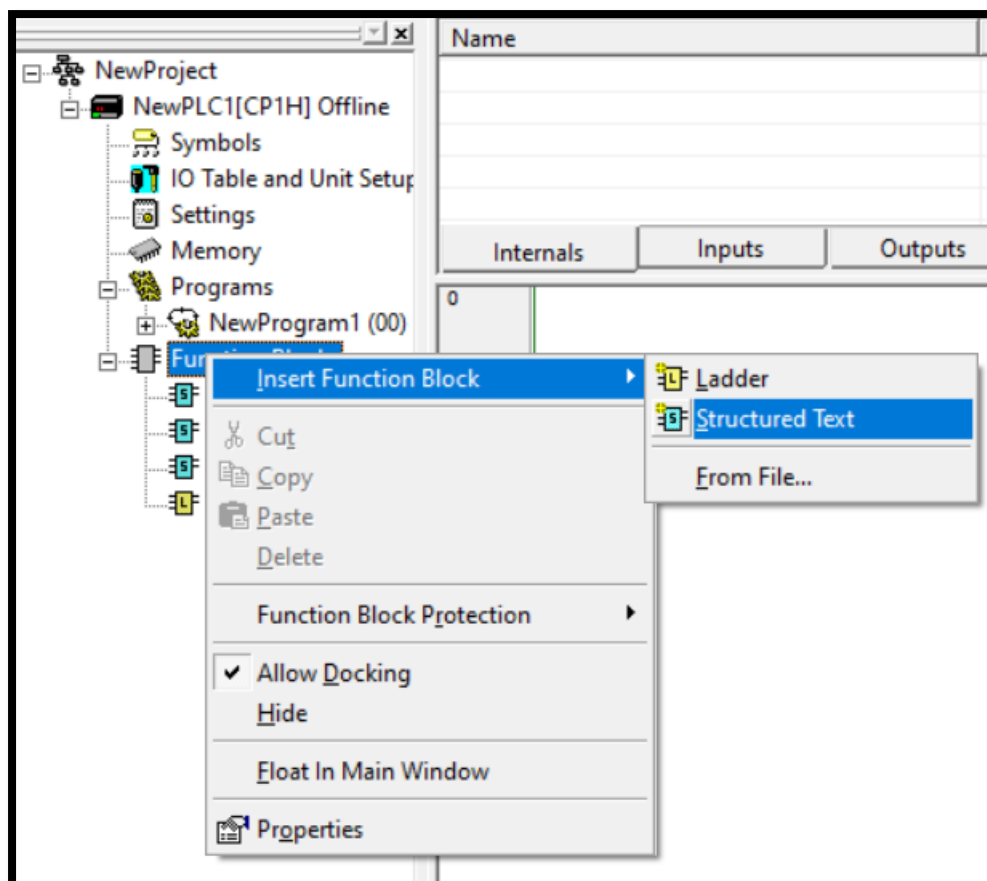 Name
NewProject
NewPLC1[CP1H] Offline
Symbols
IO Table and Unit Setup
Settings
Memory
Programs
NewProgram1 (00)
Internals
Inputs
Outputs
0
Insert Function Block
Cut
Copy
Paste
Delete
Function Block Protection
Allow Docking
Hide
Float In Main Window
Properties
Ladder
Structured Text
From File...
S
S
S
L
L
S